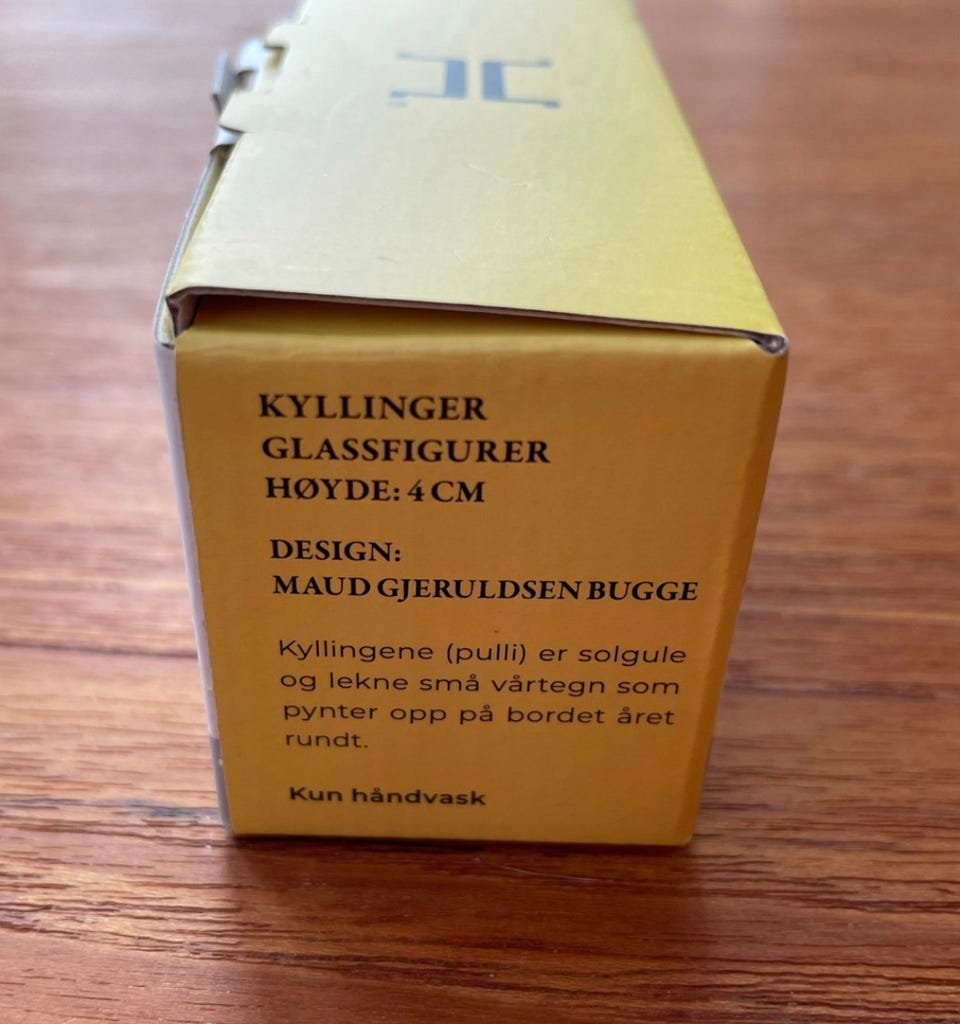 KYLLINGER
GLASSFIGURER
HØYDE: 4 CM
DESIGN:
MAUD GJERULDSEN BUGGE
Kyllingene (pulli) er solgule
og lekne små vårtegn som
pynter opp på bordet året
rundt.
Kun håndvask